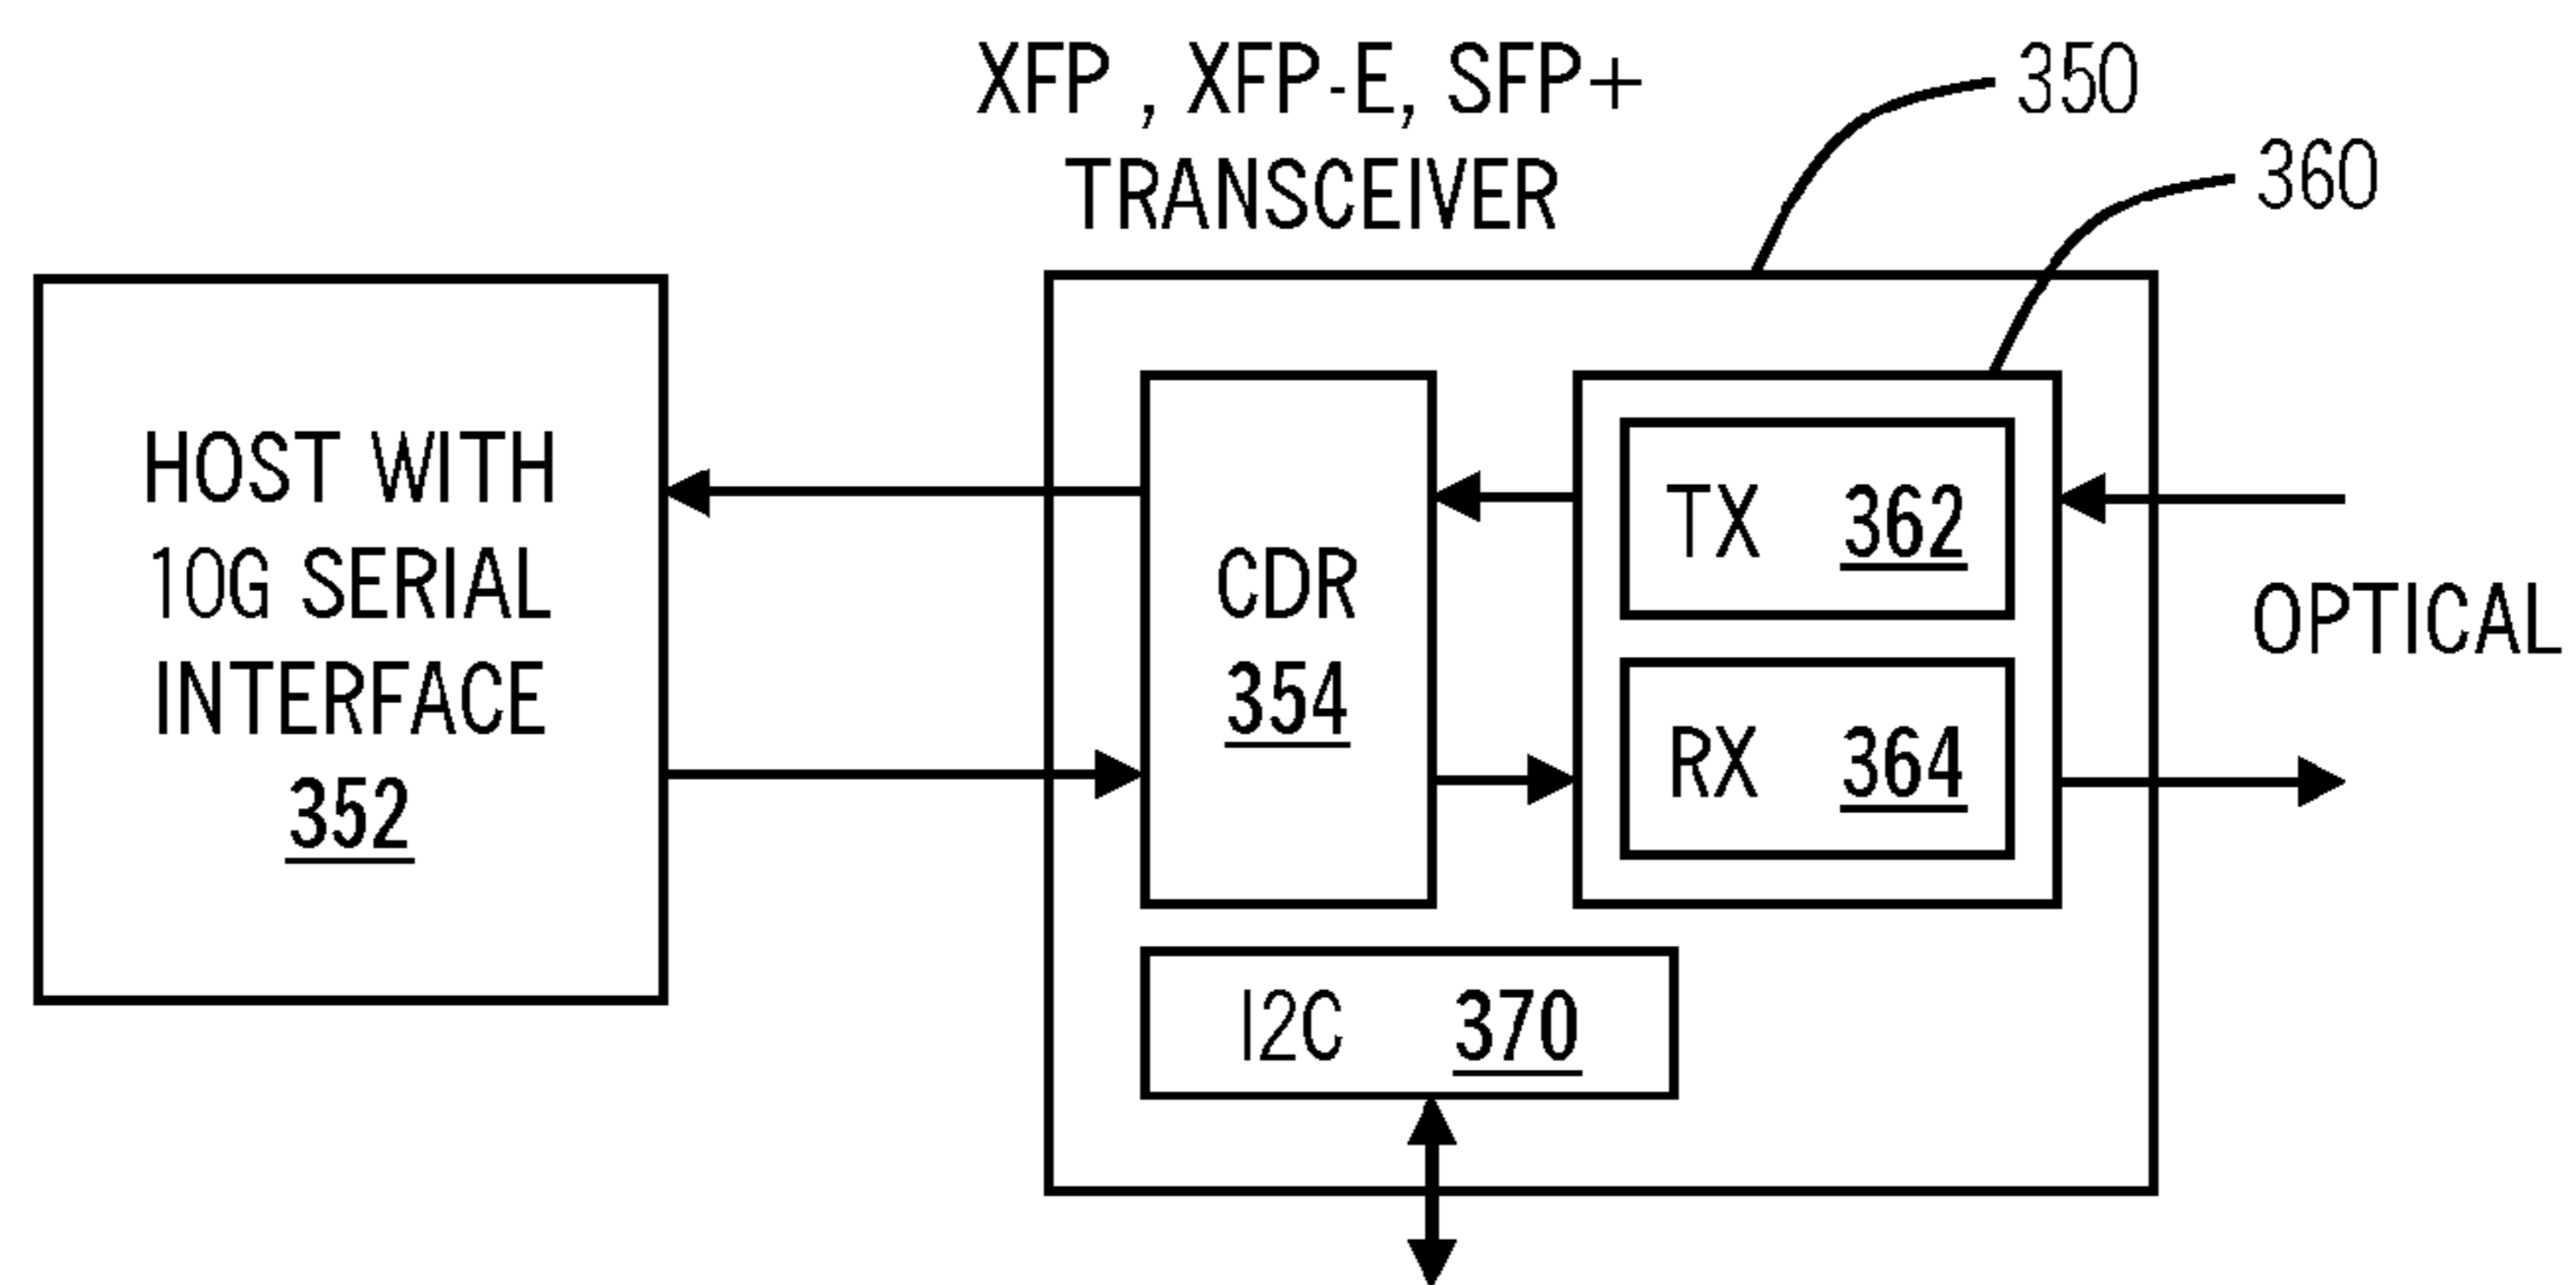 XFP , XFP-E, SFP+
TRANSCEIVER
350
360
HOST WITH
10G SERIAL
INTERFACE
352
CDR
354
TX 362
RX 364
OPTICAL
I2C 370